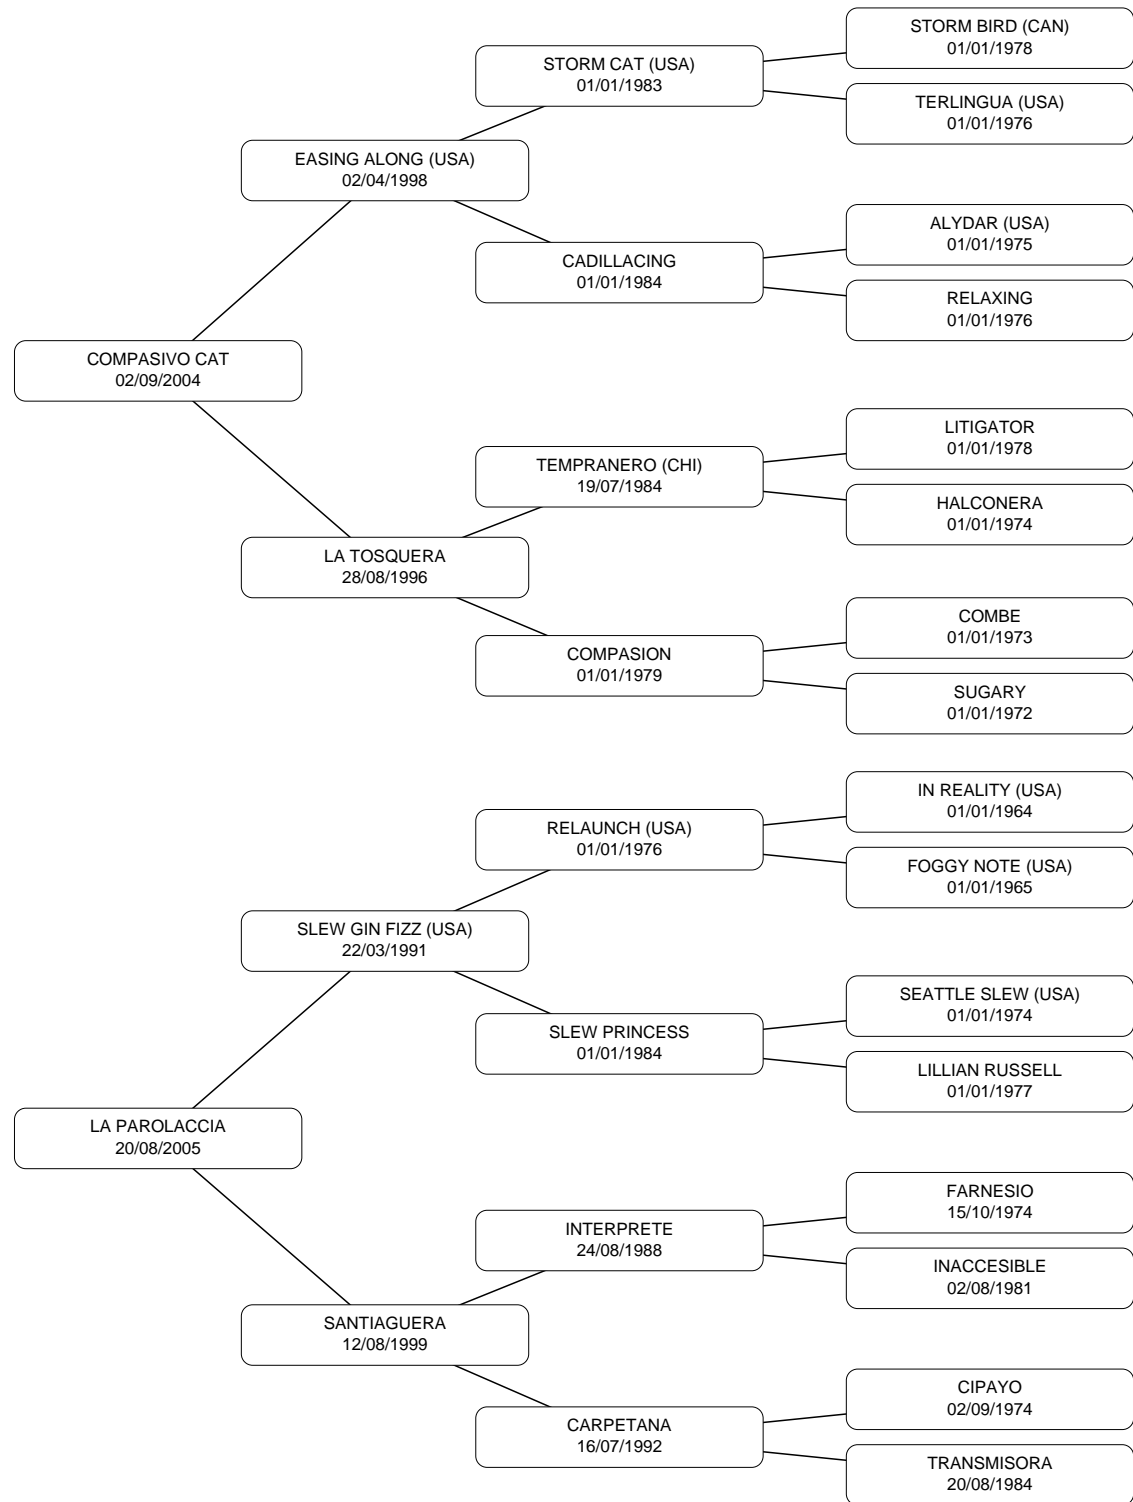 STORM BIRD (CAN)
01/01/1978
STORM CAT (USA)
01/01/1983
TERLINGUA (USA)
01/01/1976
EASING ALONG (USA)
02/04/1998
ALYDAR (USA)
01/01/1975
CADILLACING
01/01/1984
RELAXING
01/01/1976
COMPASIVO CAT
02/09/2004
LITIGATOR
01/01/1978
TEMPRANERO (CHI)
19/07/1984
HALCONERA
01/01/1974
LA TOSQUERA
28/08/1996
COMBE
01/01/1973
COMPASION
01/01/1979
SUGARY
01/01/1972
IN REALITY (USA)
01/01/1964
RELAUNCH (USA)
01/01/1976
FOGGY NOTE (USA)
01/01/1965
SLEW GIN FIZZ (USA)
22/03/1991
SEATTLE SLEW (USA)
01/01/1974
SLEW PRINCESS
01/01/1984
LILLIAN RUSSELL
01/01/1977
LA PAROLACCIA
20/08/2005
FARNESIO
15/10/1974
INTERPRETE
24/08/1988
INACCESIBLE
02/08/1981
SANTIAGUERA
12/08/1999
CIPAYO
02/09/1974
CARPETANA
16/07/1992
TRANSMISORA
20/08/1984